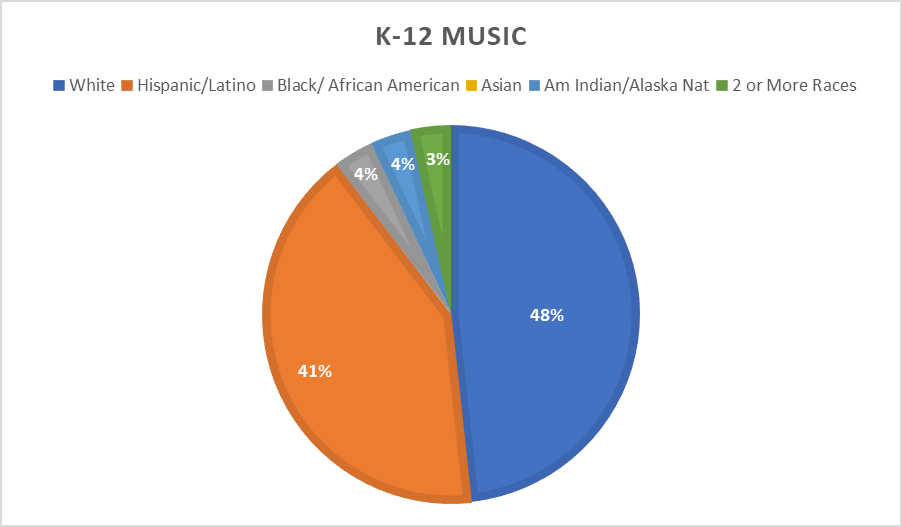 K-12 MUSIC
White Hispanic/Latino Black/ African American Asian Am Indian/Alaska Nat 2 or More Races
4% 4% 3%
48%
41%